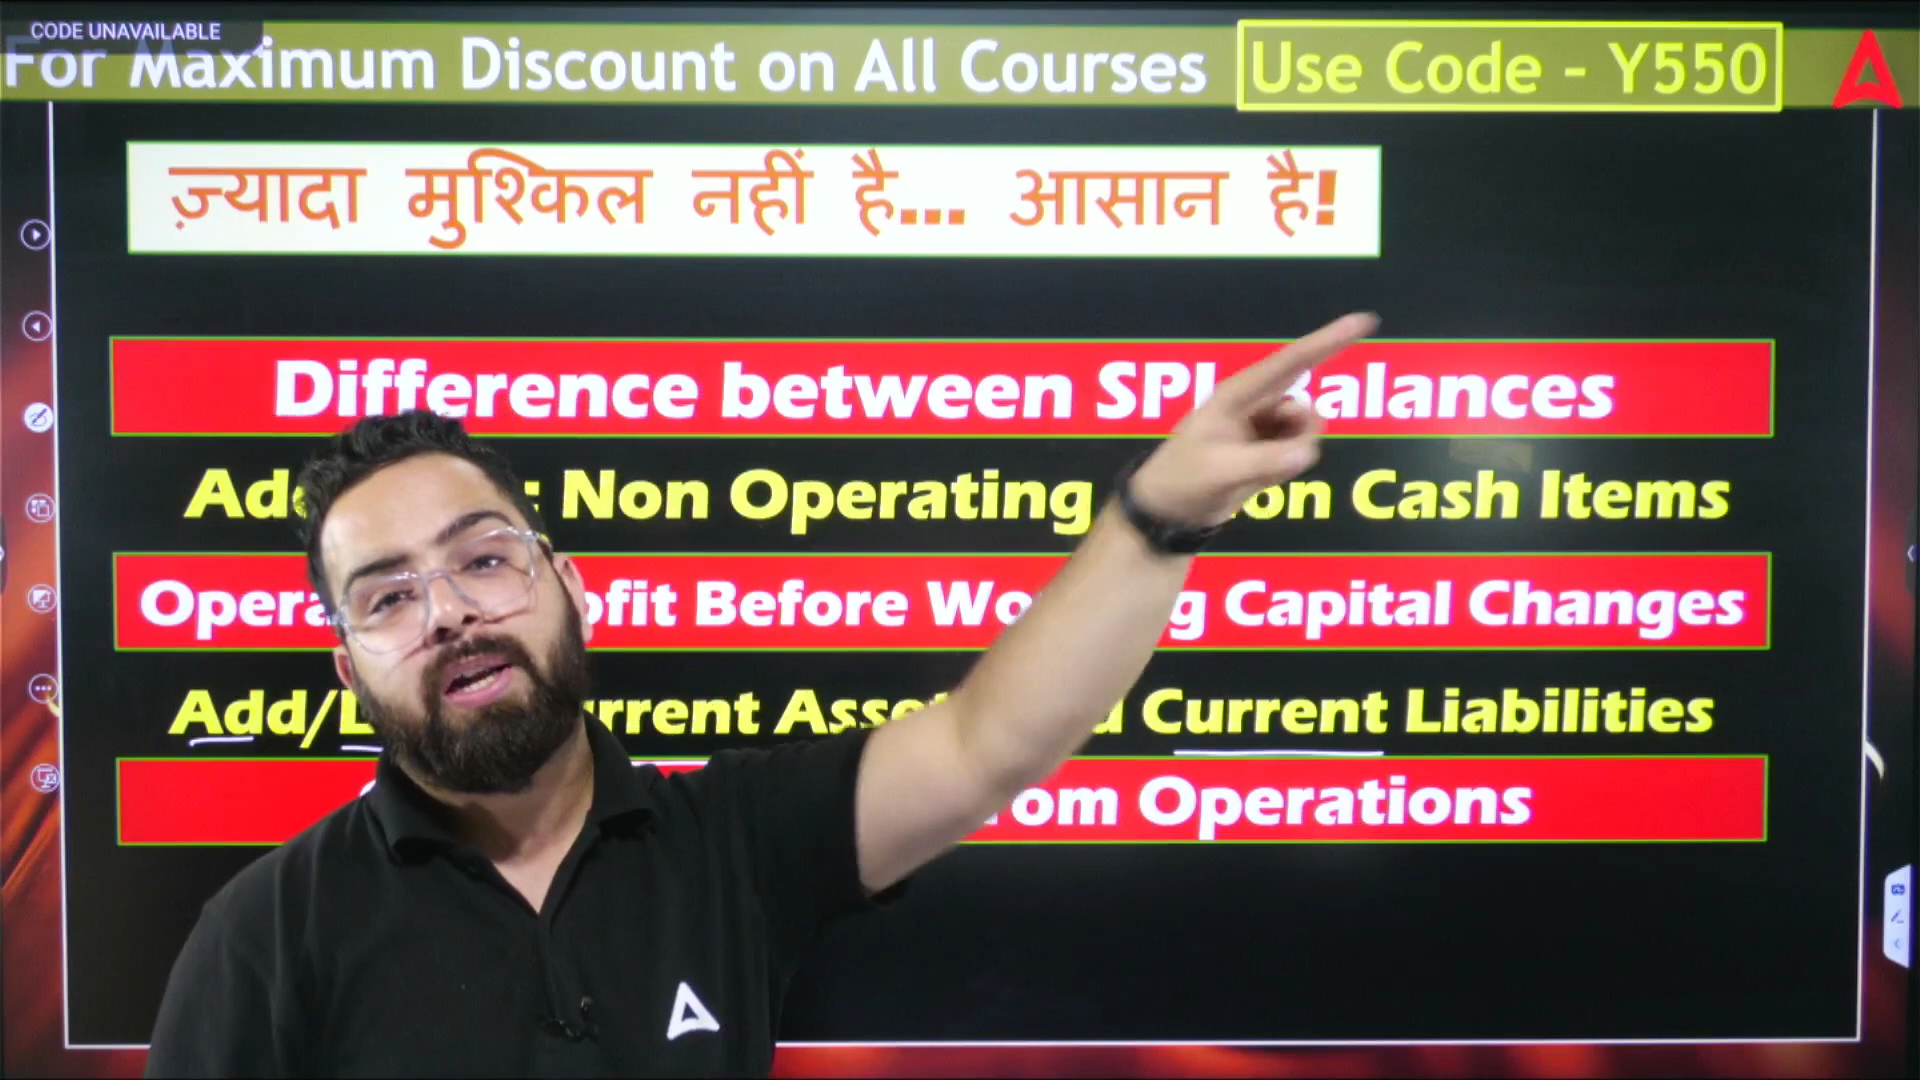 CODE UNAVAILABLE
For Maximum Discount on All Courses Use Code - Y550
ज़्यादा मुश्किल नहीं है... आसान है!
Difference between Balances
: Non Operating Cash Items
Before Capital Changes
Current Liabilities
Operations